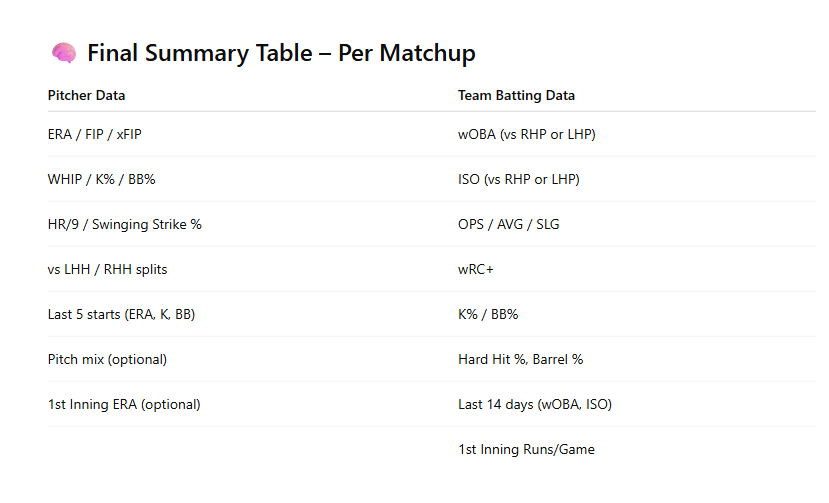 🧠 Final Summary Table – Per Matchup
Pitcher Data Team Batting Data
ERA / FIP / xFIP wOBA (vs RHP or LHP)
WHIP / K% / BB% ISO (vs RHP or LHP)
HR/9 / Swinging Strike % OPS / AVG / SLG
vs LHH / RHH splits wRC+
Last 5 starts (ERA, K, BB) K% / BB%
Pitch mix (optional) Hard Hit %, Barrel %
1st Inning ERA (optional) Last 14 days (wOBA, ISO)
1st Inning Runs/Game